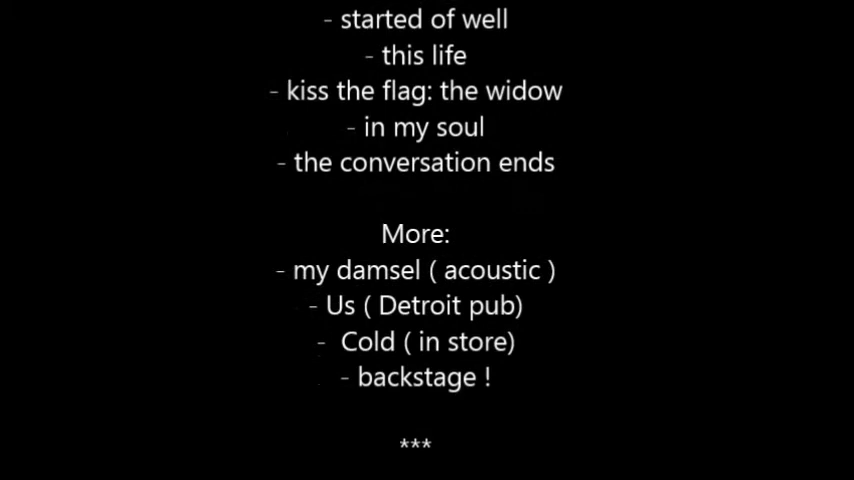 - started of well
- this life
- kiss the flag: the widow
- in my soul
- the conversation ends
More:
- my damsel ( acoustic )
- Us ( Detroit pub)
- Cold ( in store)
- backstage !
***